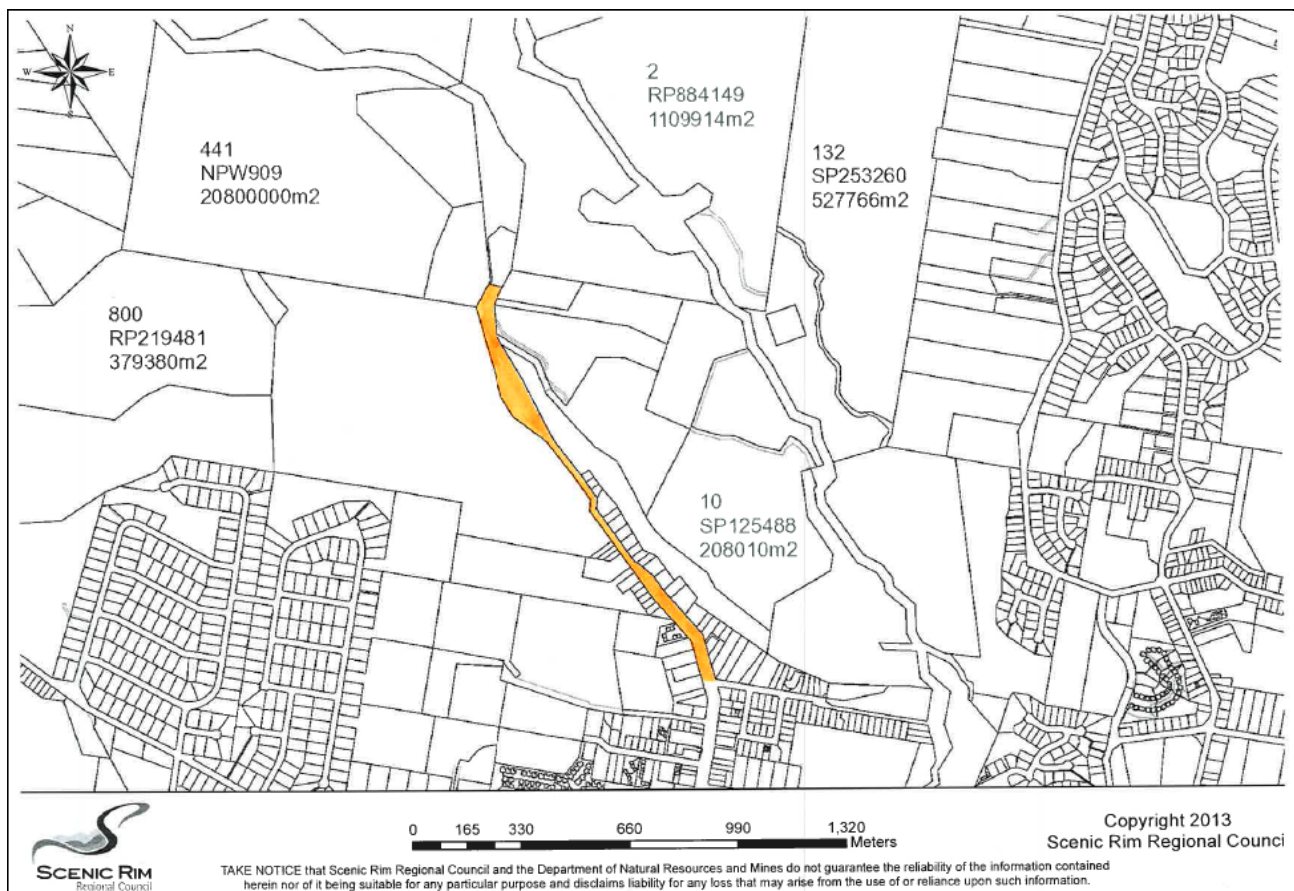 N
W
E
S
2
RP884149
1109914m2
441
NPW909
20800000m2
132
SP253260
527766m2
800
RP219481
379380m2
10
SP125488
208010m2
SCENIC RIM
Regional Council
0 165 330 660 990 1,320
Meters
Copyright 2013
Scenic Rim Regional Counci
TAKE NOTICE that Scenic Rim Regional Council and the Department of Natural Resources and Mines do not guarantee the reliability of the information contained
herein nor of it being suitable for any particular purpose and disclaims liability for any loss that may arise from the use of or reliance upon such information.